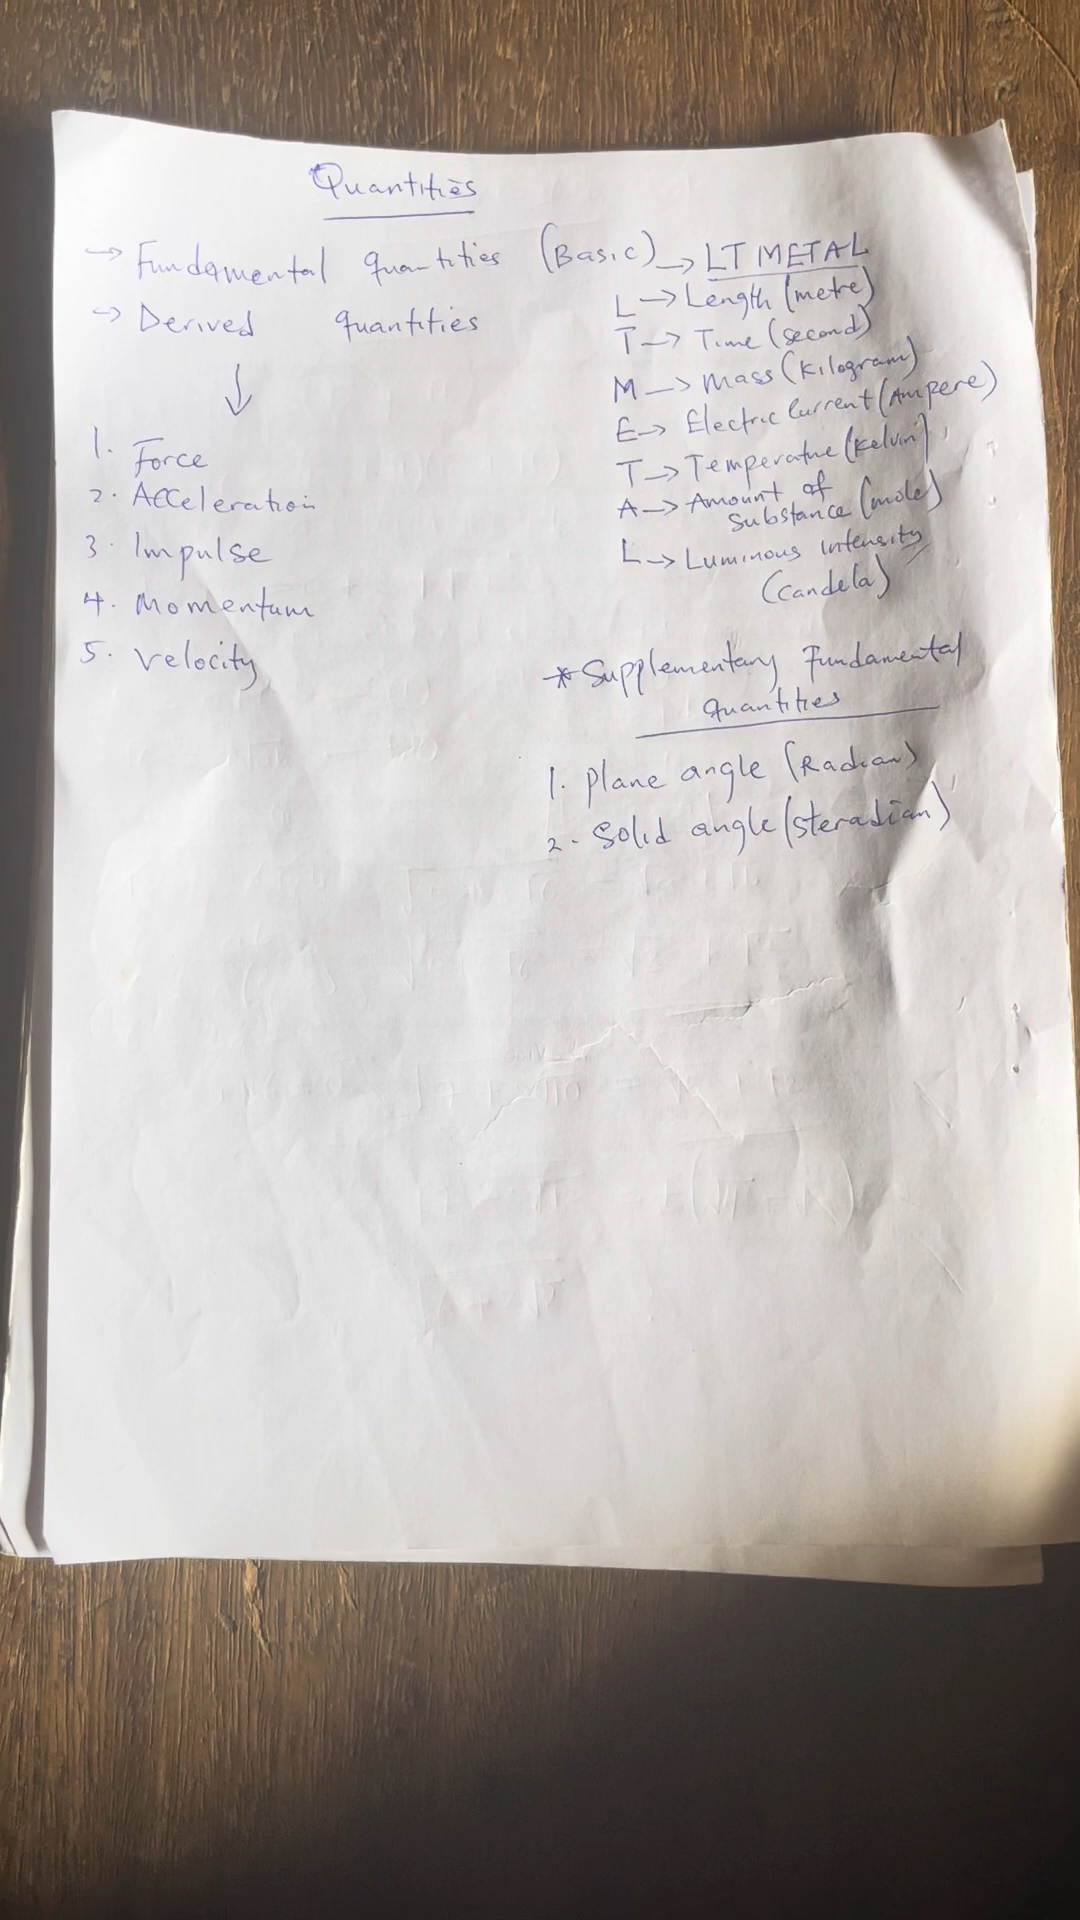 Quantities
→ Fundamental quantities (Basic) → LT METAL
→ Derived quantities
↓
1. Force
2. Acceleration
3. Impulse
4. Momentum
5. Velocity
L → Length (metre)
T → Time (second)
M → Mass (Kilogram)
E → Electric Current (Ampere)
T → Temperature (Kelvin)
A → Amount of
Substance (mole)
L → Luminous intensity
(Candela)
* Supplementary Fundamental
quantities
1. Plane angle (Radian)
2. Solid angle (Steradian)